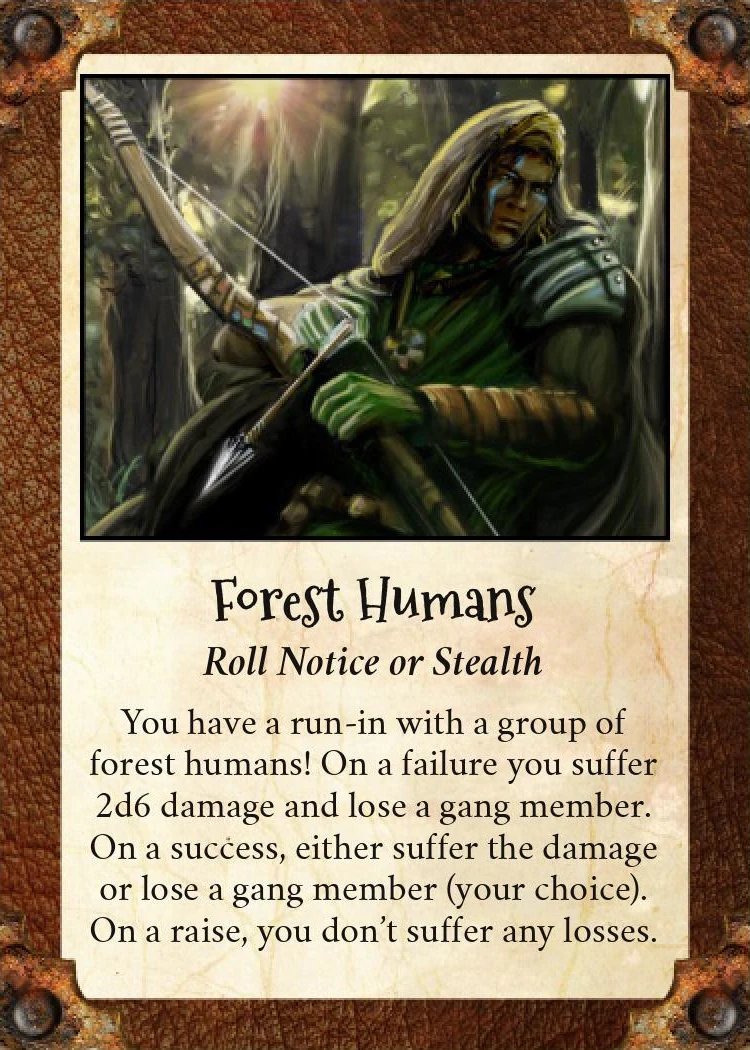 Forest Humans
Roll Notice or Stealth
You have a run-in with a group of
forest humans! On a failure you suffer
2d6 damage and lose a gang member.
On a success, either suffer the damage
or lose a gang member (your choice).
On a raise, you don’t suffer any losses.